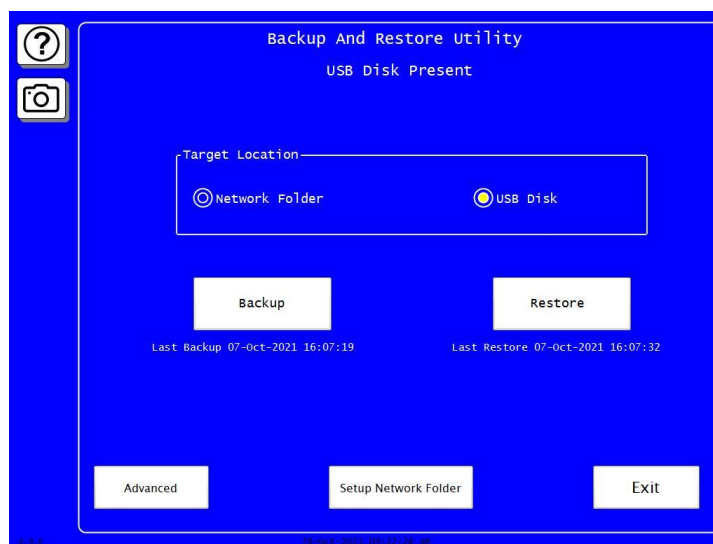 ?
Backup And Restore Utility
USB Disk Present
Target Location
Network Folder
USB Disk
Backup
Restore
Last Backup 07-Oct-2021 16:07:19
Last Restore 07-Oct-2021 16:07:32
Advanced
Setup Network Folder
Exit